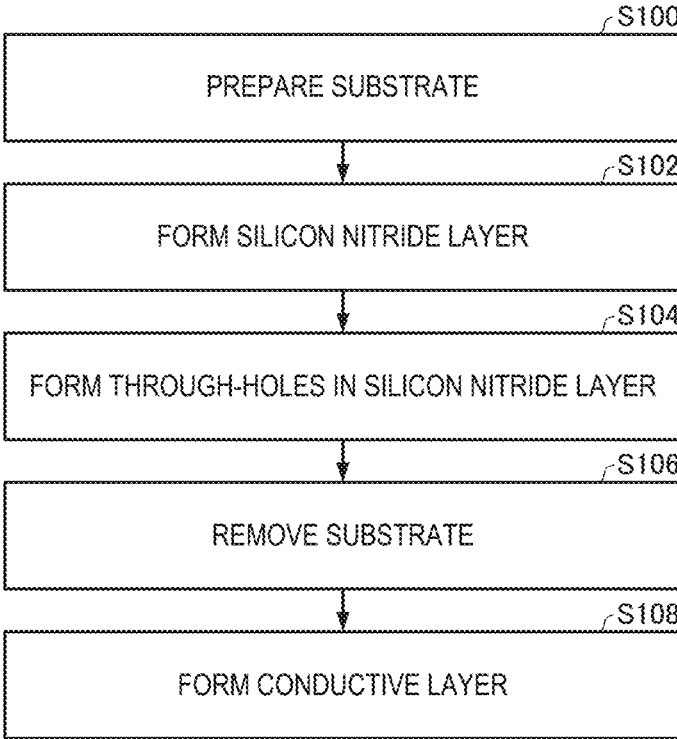 S100
PREPARE SUBSTRATE
S102
FORM SILICON NITRIDE LAYER
S104
FORM THROUGH-HOLES IN SILICON NITRIDE LAYER
S106
REMOVE SUBSTRATE
S108
FORM CONDUCTIVE LAYER